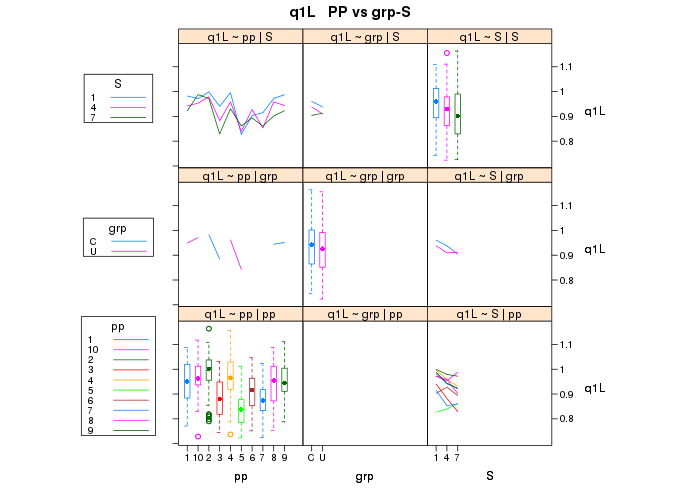 q1L   PP vs grp-S
q1L ~ pp | S
q1L ~ grp | S
q1L ~ S | S
S
1
4
7
1.1
1
0.9
0.8
q1L
q1L ~ pp | grp
q1L ~ grp | grp
q1L ~ S | grp
grp
C
U
1.1
1
0.9
0.8
q1L
q1L ~ pp | pp
q1L ~ grp | pp
q1L ~ S | pp
pp
1
10
2
3
4
5
6
7
8
9
1.1
1
0.9
0.8
q1L
1 10 2 3 4 5 6 7 8 9
C U
1 4 7
pp
grp
S